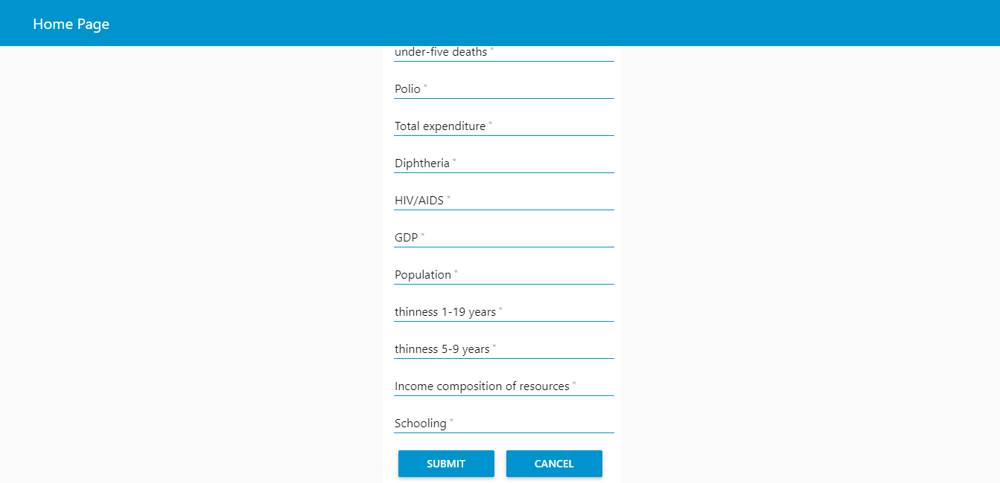 Home Page
under-five deaths *
Polio *
Total expenditure *
Diphtheria *
HIV/AIDS *
GDP *
Population *
thinness 1-19 years *
thinness 5-9 years *
Income composition of resources *
Schooling *
SUBMIT CANCEL